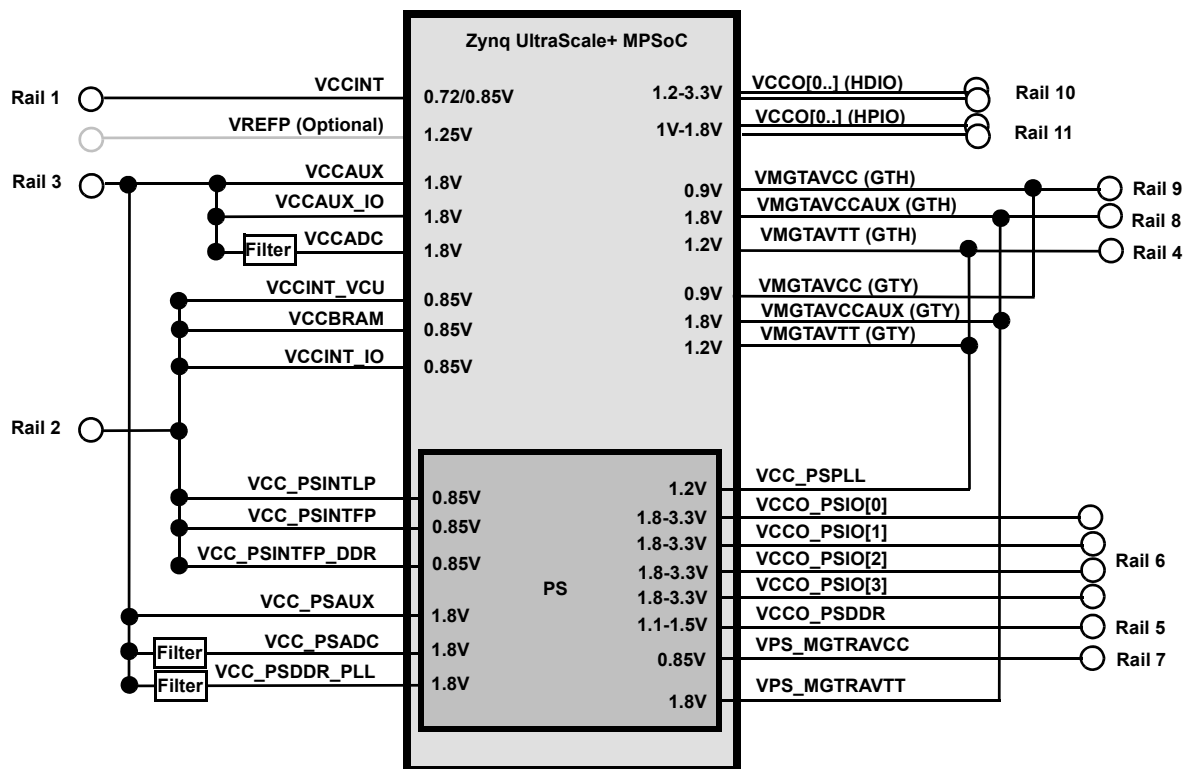 Zynq UltraScale+ MPSoC
Rail 1
VCCINT
0.72/0.85V
VREFP (Optional)
1.25V
Rail 3
VCCAUX
1.8V
VCCAUX_IO
1.8V
Filter
VCCADC
1.8V
VCCINT_VCU
0.85V
VCCBRAM
0.85V
VCCINT_IO
0.85V
Rail 2
VCC_PSINTLP
0.85V
VCC_PSINTFP
0.85V
VCC_PSINTFP_DDR
0.85V
VCC_PSAUX
1.8V
Filter
VCC_PSADC
1.8V
Filter
VCC_PSDDR_PLL
1.8V
PS
1.2-3.3V
VCCO[0..] (HDIO)
Rail 10
1V-1.8V
VCCO[0..] (HPIO)
Rail 11
0.9V
VMGTAVCC (GTH)
Rail 9
1.8V
VMGTAVCCAUX (GTH)
Rail 8
1.2V
VMGTAVTT (GTH)
Rail 4
0.9V
VMGTAVCC (GTY)
1.8V
VMGTAVCCAUX (GTY)
1.2V
VMGTAVTT (GTY)
1.2V
VCC_PSPLL
1.8-3.3V
VCCO_PSIO[0]
1.8-3.3V
VCCO_PSIO[1]
1.8-3.3V
VCCO_PSIO[2]
1.8-3.3V
VCCO_PSIO[3]
Rail 6
1.1-1.5V
VCCO_PSDDR
Rail 5
0.85V
VPS_MGTRAVCC
Rail 7
1.8V
VPS_MGTRAVTT